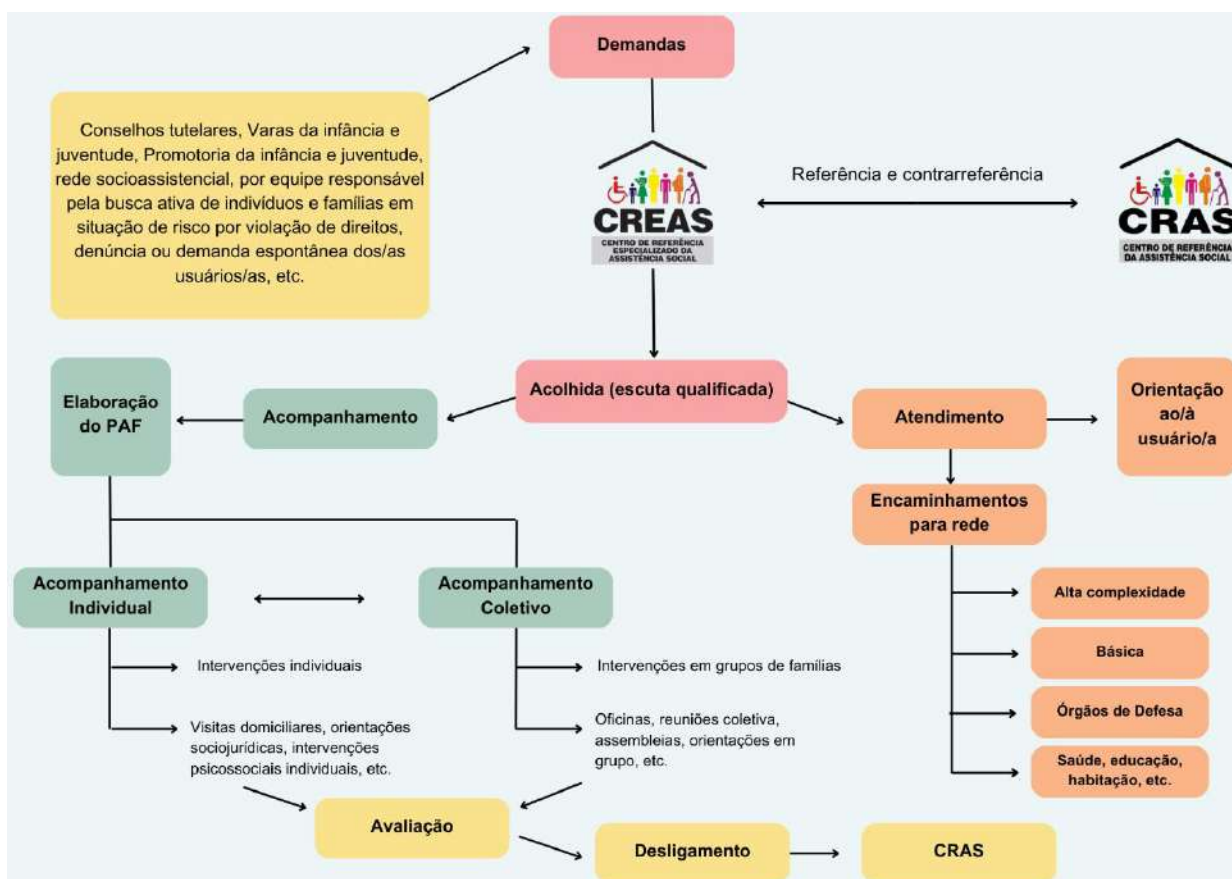 Demandas
Conselhos tutelares, Varas da infância e
juventude, Promotoria da infância e juventude,
rede socioassistencial, por equipe responsável
pela busca ativa de indivíduos e famílias em
situação de risco por violação de direitos,
denúncia ou demanda espontânea dos/as
usuários/as, etc.
CREAS
CENTRO DE REFERÊNCIA
ESPECIALIZADO DA
ASSISTÊNCIA SOCIAL
Referência e contrarreferência
CRAS
CENTRO DE REFERÊNCIA
DA ASSISTÊNCIA SOCIAL
Elaboração
do PAF
Acompanhamento
Acolhida (escuta qualificada)
Atendimento
Orientação
ao/à
usuário/a
Encaminhamentos
para rede
Acompanhamento
Individual
Acompanhamento
Coletivo
Alta complexidade
Básica
Órgãos de Defesa
Saúde, educação,
habitação, etc.
Intervenções individuais
Intervenções em grupos de famílias
Visitas domiciliares, orientações
sociojurídicas, intervenções
psicossociais individuais, etc.
Oficinas, reuniões coletiva,
assembleias, orientações em
grupo, etc.
Avaliação
Desligamento
CRAS